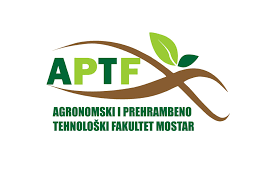 APTF
AGRONOMSKI I PREHRAMBENO
TEHNOLOŠKI FAKULTET MOSTAR